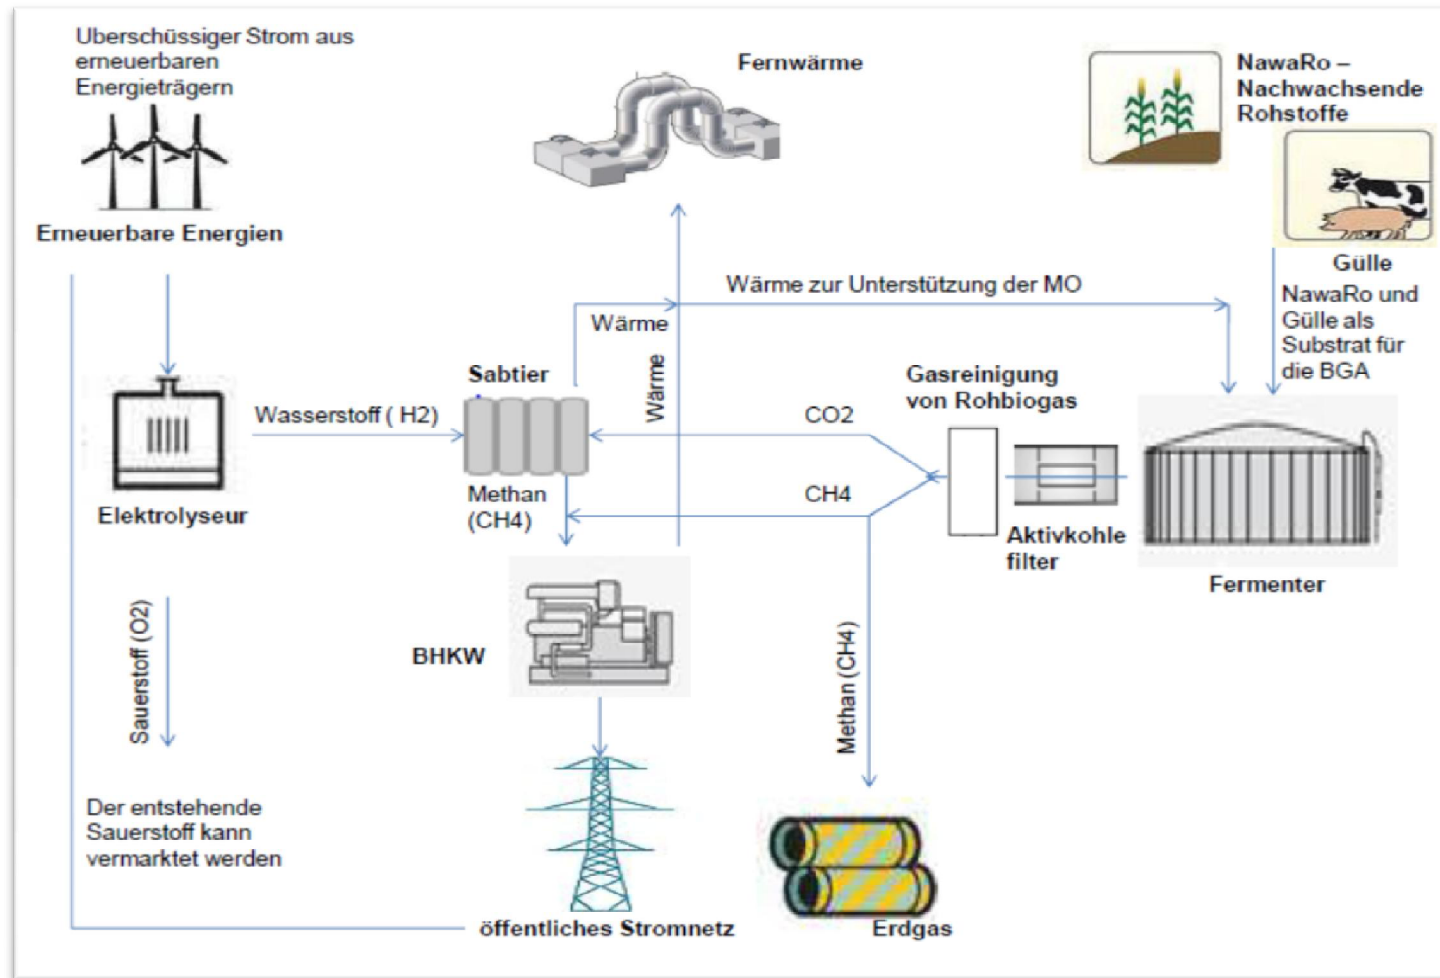 Uberschüssiger Strom aus
erneuerbaren
Energieträgern
Erneuerbare Energien
Fernwärme
NawaRo –
Nachwachsende
Rohstoffe
Gülle
NawaRo und
Gülle als
Substrat für
die BGA
Wärme zur Unterstützung der MO
Wärme
Wärme
Sabtier
Gasreinigung
von Rohbiogas
Wasserstoff ( H2)
CO2
CH4
Methan
(CH4)
Elektrolyseur
Aktivkohle
filter
Fermenter
BHKW
Sauerstoff (O2)
Methan (CH4)
Der entstehende
Sauerstoff kann
vermarktet werden
öffentliches Stromnetz
Erdgas